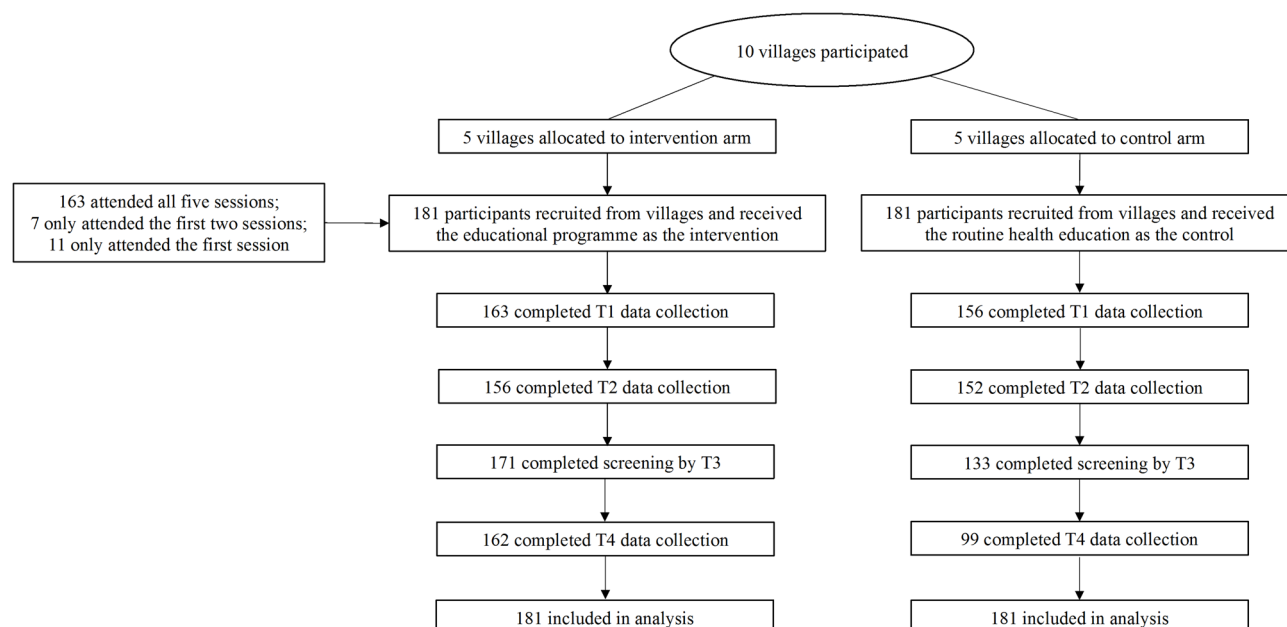 10 villages participated
5 villages allocated to intervention arm
5 villages allocated to control arm
163 attended all five sessions;
7 only attended the first two sessions;
11 only attended the first session
181 participants recruited from villages and received
the educational programme as the intervention
181 participants recruited from villages and received
the routine health education as the control
163 completed T1 data collection
156 completed T1 data collection
156 completed T2 data collection
152 completed T2 data collection
171 completed screening by T3
133 completed screening by T3
162 completed T4 data collection
99 completed T4 data collection
181 included in analysis
181 included in analysis